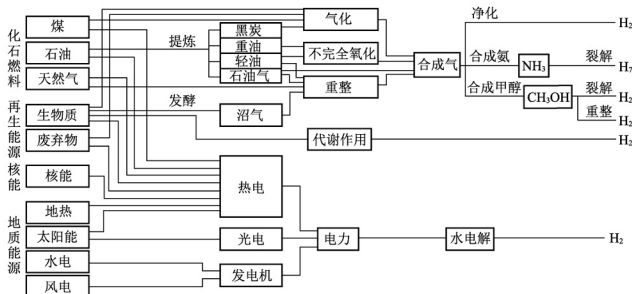 化石燃料
煤
石油
天然气
再生能源
生物质
废弃物
核能
核能
地质能源
地热
太阳能
水电
风电
提炼
黑炭
重油
轻油
石油气
发酵
沼气
气化
不完全氧化
重整
合成气
净化
H₂
合成氨
NH₃
裂解
H₇
合成甲醇
CH₃OH
裂解
H₂
重整
H₂
代谢作用
H₂
热电
光电
发电机
电力
水电解
H₂